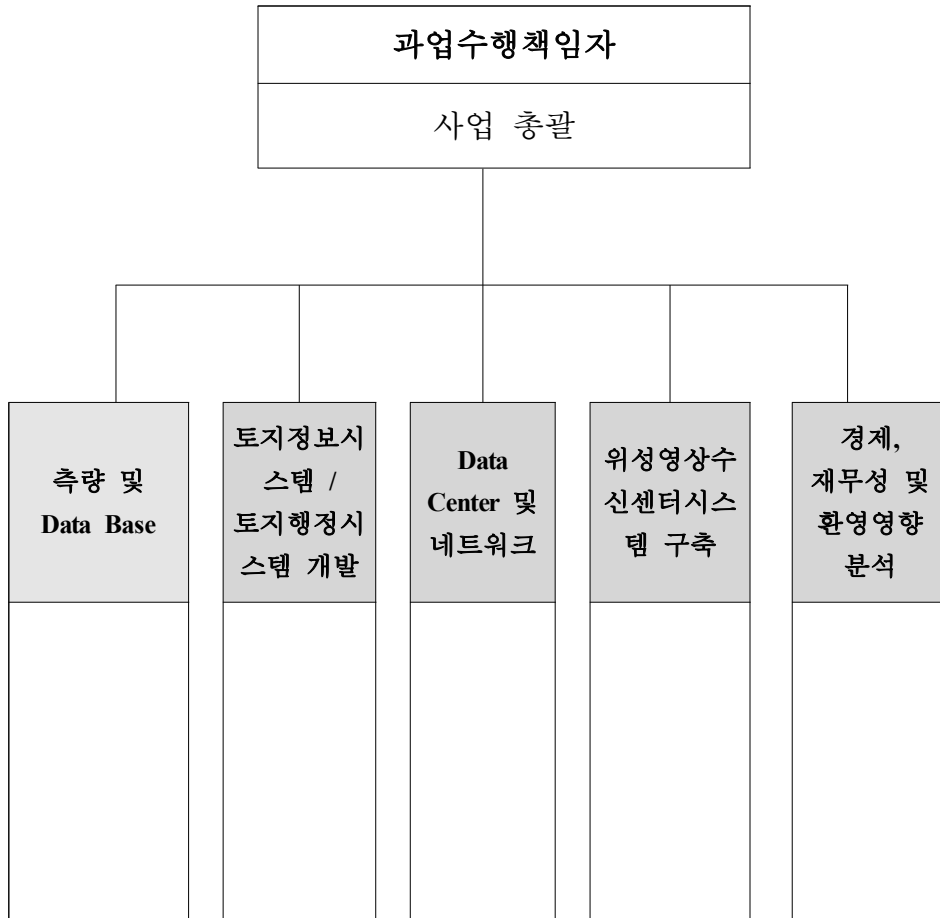 과업수행책임자
사업 총괄
측량 및
Data Base
토지정보시
스템 /
토지행정시
스템 개발
Data
Center 및
네트워크
위성영상수
신센터시스
템 구축
경제,
재무성 및
환영영향
분석